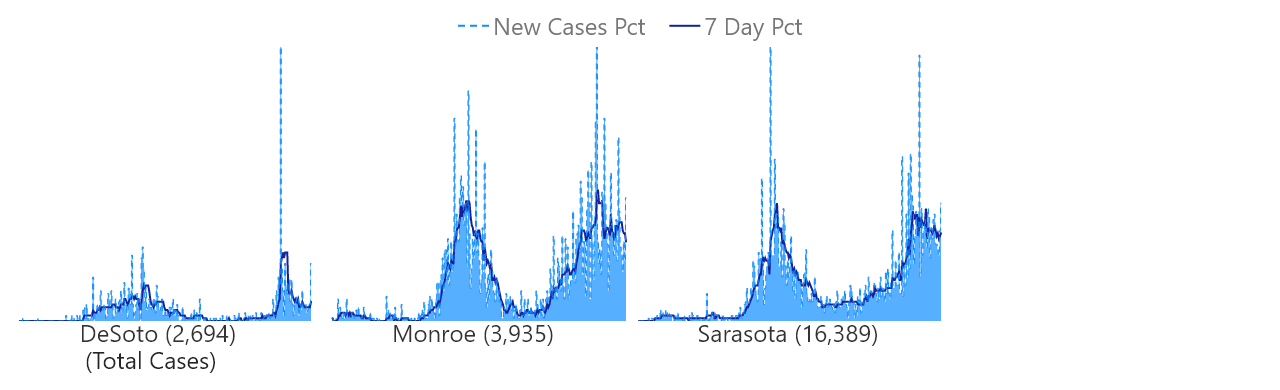 New Cases Pct 7 Day Pct
DeSoto (2,694) Monroe (3,935) Sarasota (16,389)
(Total Cases)